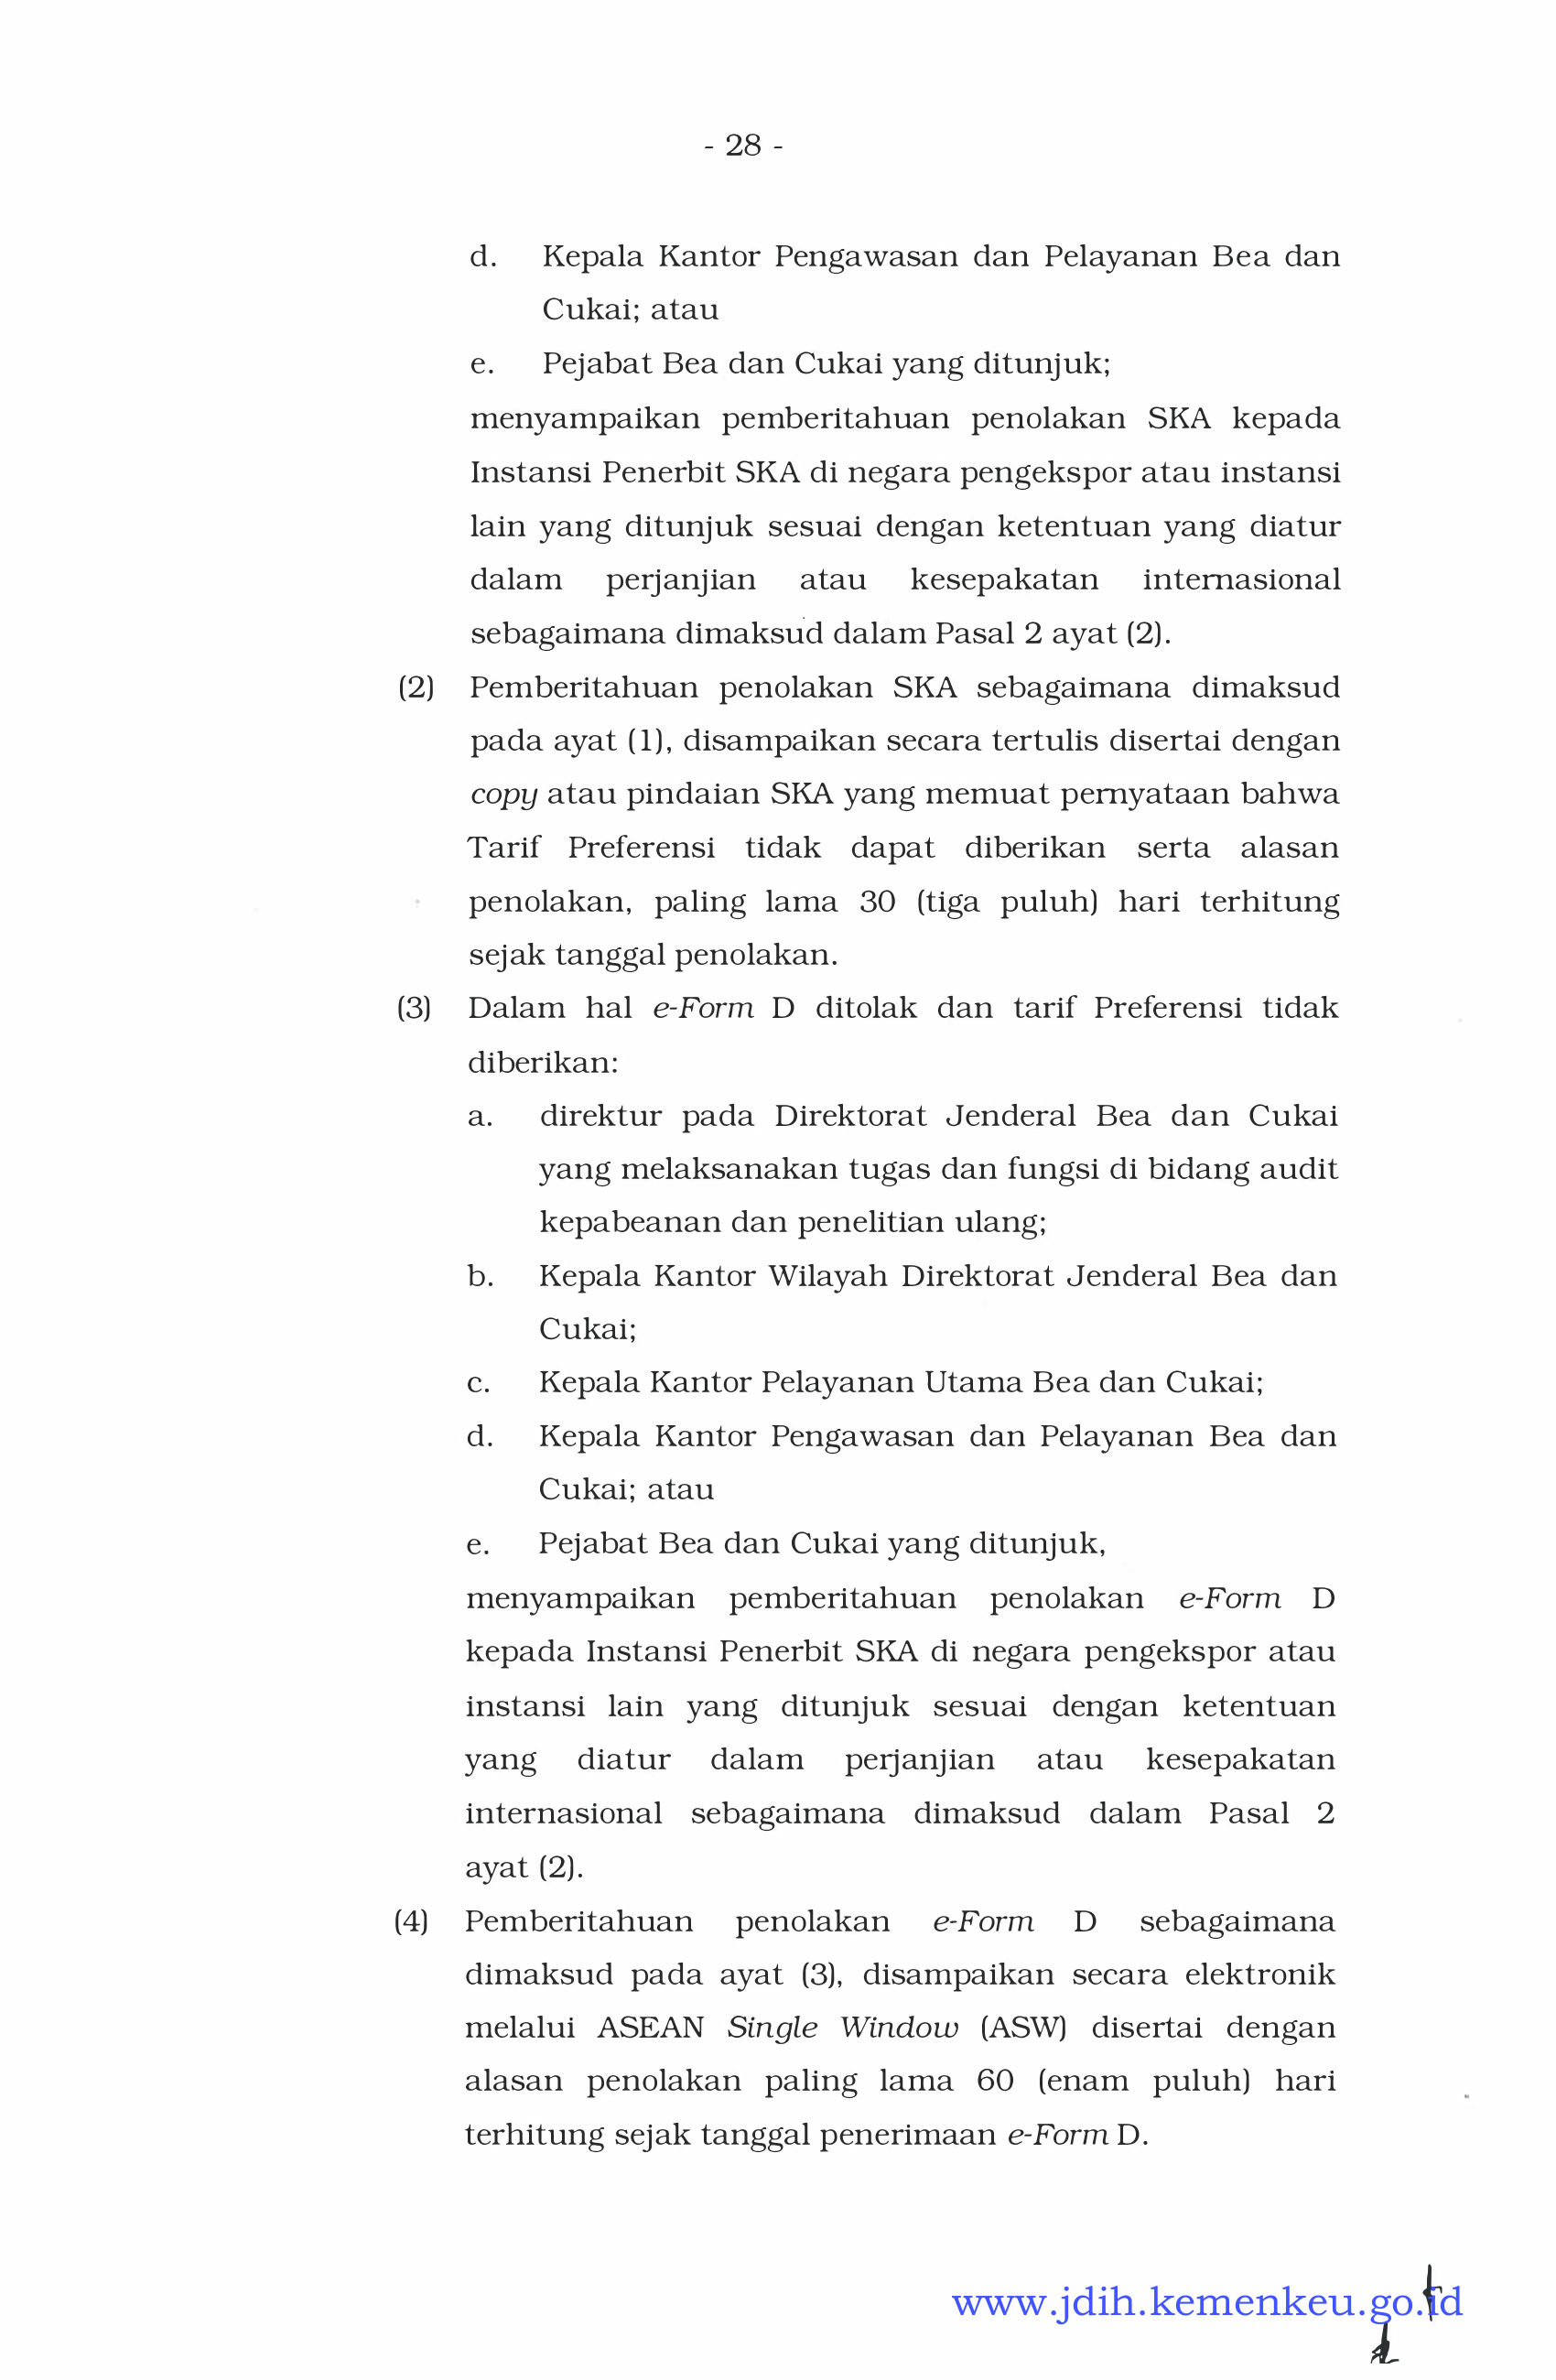 - 28 -
d. Kepala Kantor Pengawasan dan Pelayanan Bea dan
Cukai; atau
e. Pejabat Bea dan Cukai yang ditunjuk;
menyampaikan pemberitahuan penolakan SKA kepada
Instansi Penerbit SKA di negara pengekspor atau instansi
lain yang ditunjuk sesuai dengan ketentuan yang diatur
dalam perjanjian atau kesepakatan internasional
sebagaimana dimaksud dalam Pasal 2 ayat (2).
(2) Pemberitahuan penolakan SKA sebagaimana dimaksud
pada ayat (1), disampaikan secara tertulis disertai dengan
copy atau pindaian SKA yang memuat pernyataan bahwa
Tarif Preferensi tidak dapat diberikan serta alasan
penolakan, paling lama 30 (tiga puluh) hari terhitung
sejak tanggal penolakan.
(3) Dalam hal e-Form D ditolak dan tarif Preferensi tidak
diberikan:
a. direktur pada Direktorat Jenderal Bea dan Cukai
yang melaksanakan tugas dan fungsi di bidang audit
kepabeanan dan penelitian ulang;
b. Kepala Kantor Wilayah Direktorat Jenderal Bea dan
Cukai;
c. Kepala Kantor Pelayanan Utama Bea dan Cukai;
d. Kepala Kantor Pengawasan dan Pelayanan Bea dan
Cukai; atau
e. Pejabat Bea dan Cukai yang ditunjuk,
menyampaikan pemberitahuan penolakan e-Form D
kepada Instansi Penerbit SKA di negara pengekspor atau
instansi lain yang ditunjuk sesuai dengan ketentuan
yang diatur dalam perjanjian atau kesepakatan
internasional sebagaimana dimaksud dalam Pasal 2
ayat (2).
(4) Pemberitahuan penolakan e-Form D sebagaimana
dimaksud pada ayat (3), disampaikan secara elektronik
melalui ASEAN Single Window (ASW) disertai dengan
alasan penolakan paling lama 60 (enam puluh) hari
terhitung sejak tanggal penerimaan e-Form D.
www.jdih.kemenkeu.go.id